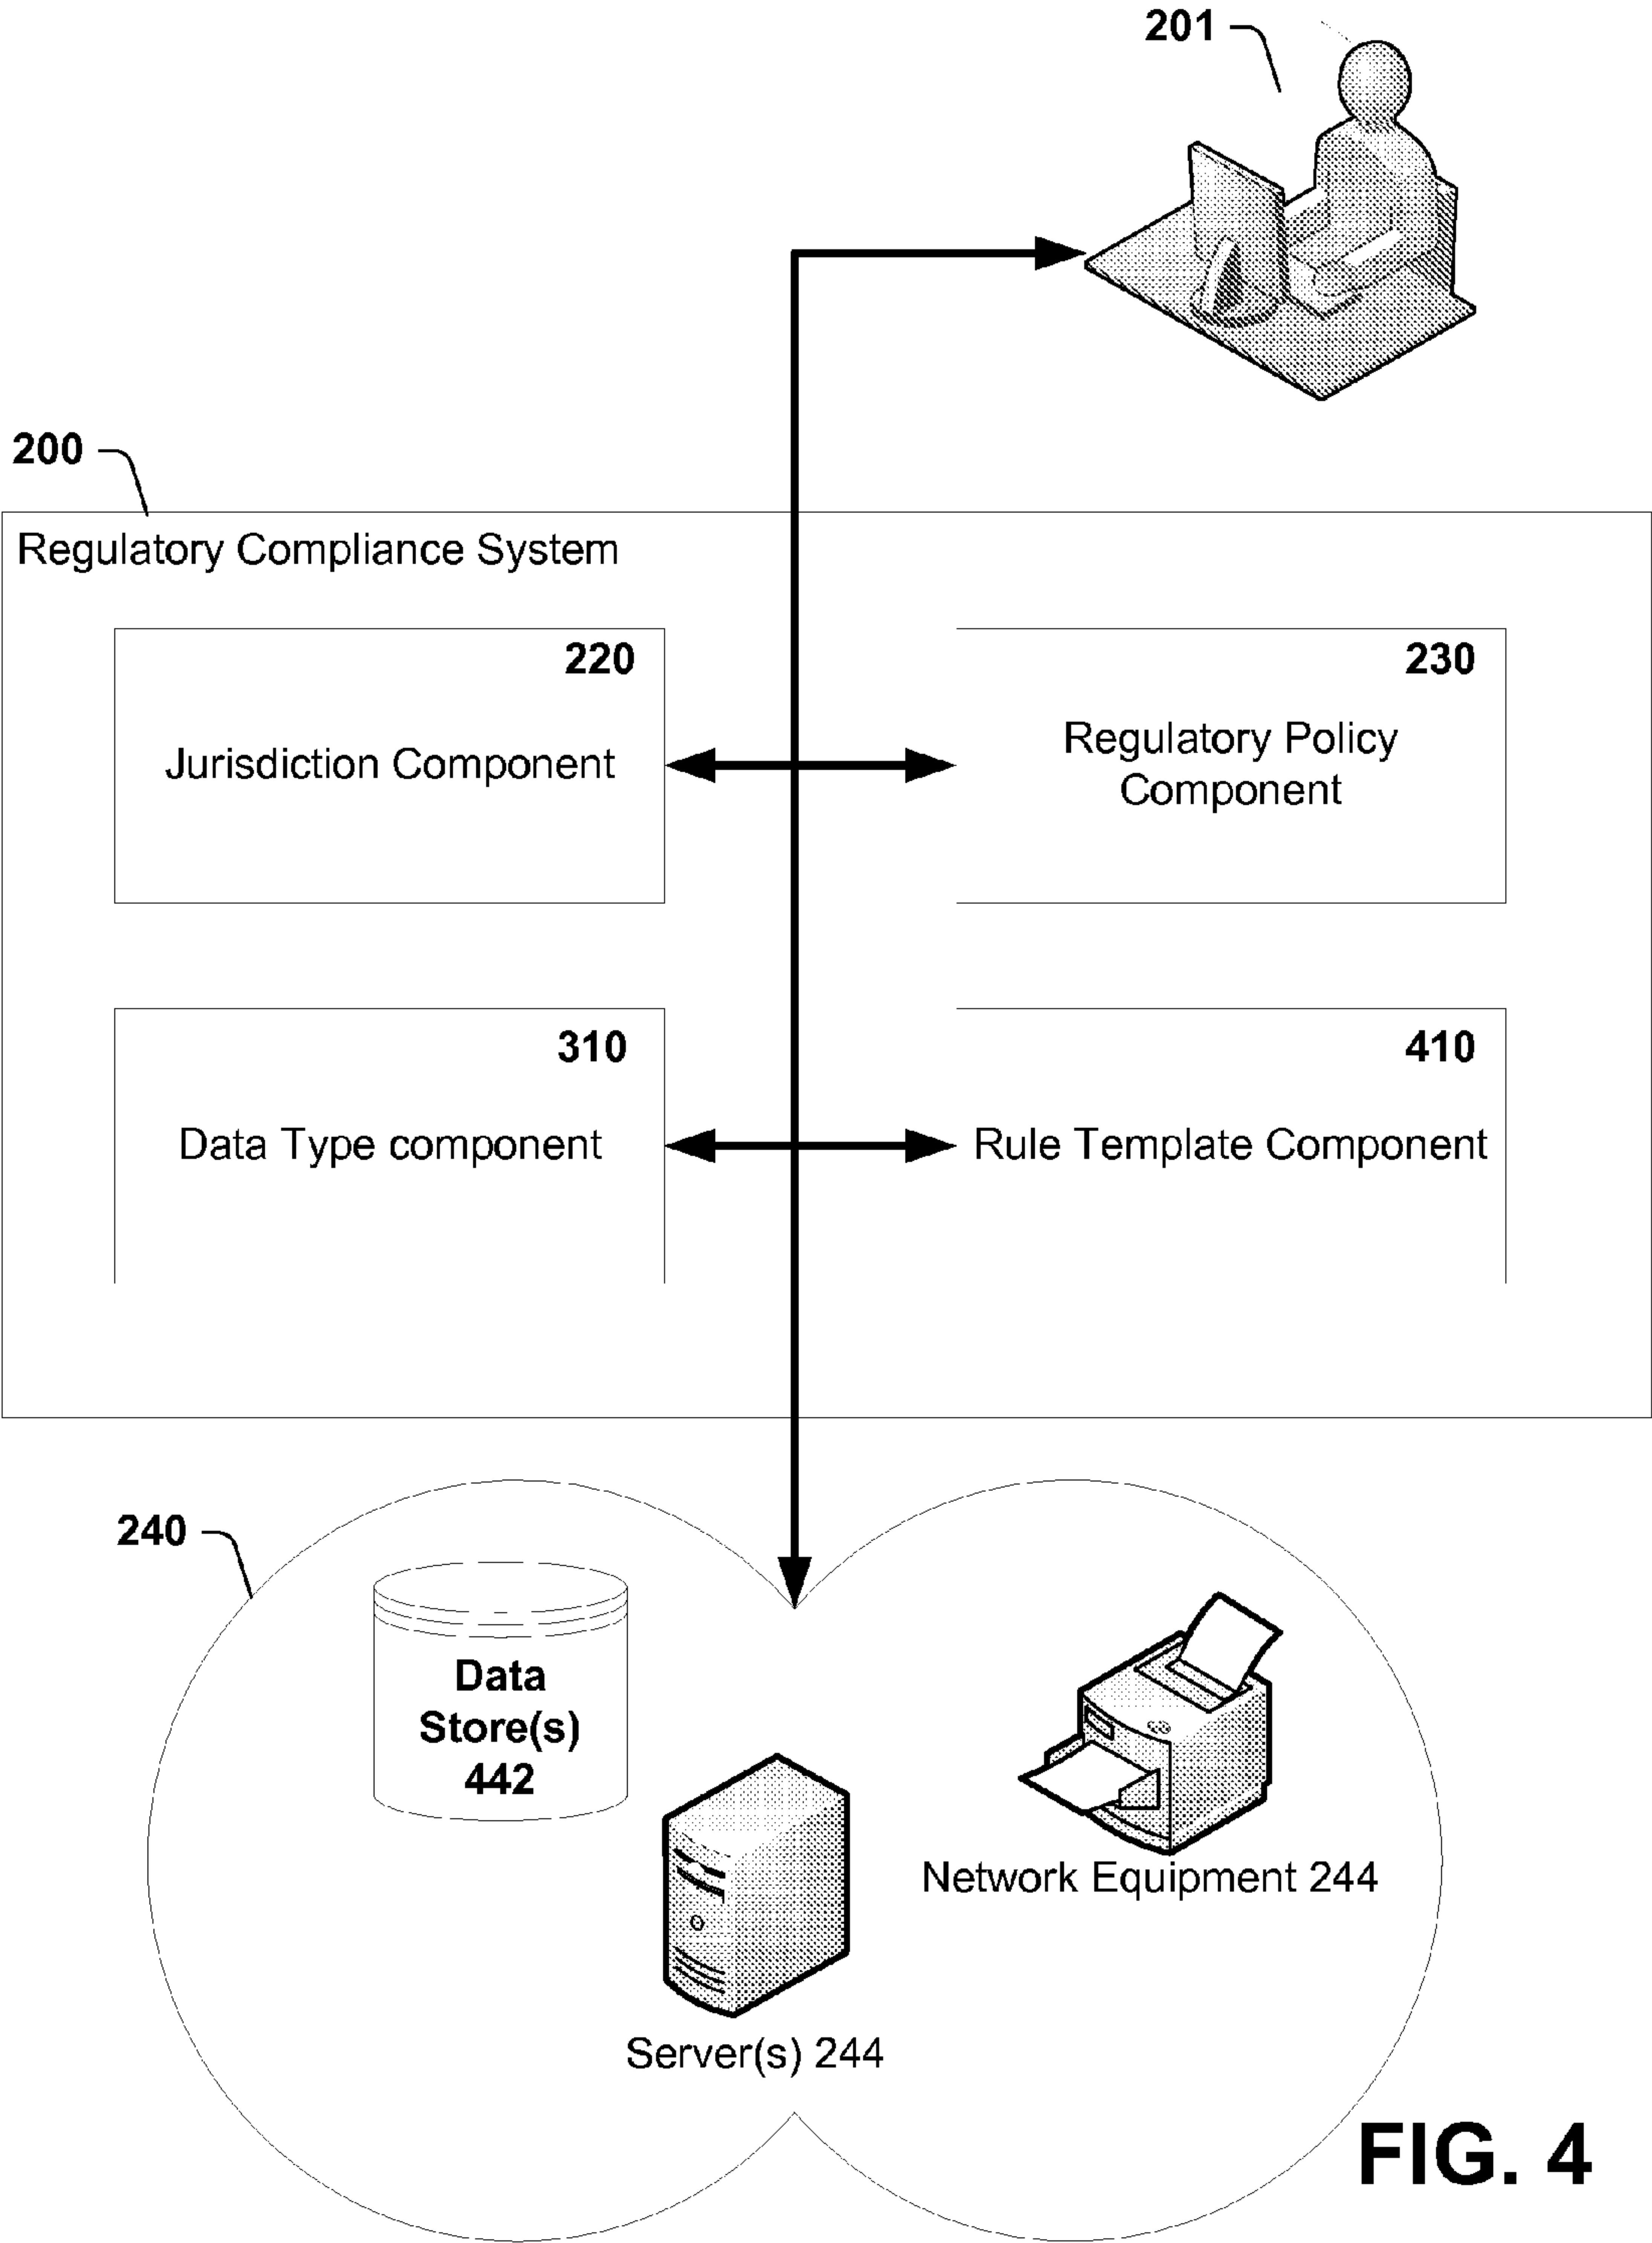 201
200
Regulatory Compliance System
220
Jurisdiction Component
230
Regulatory Policy
Component
310
Data Type component
410
Rule Template Component
240
Data
Store(s)
442
Network Equipment 244
Server(s) 244
FIG. 4